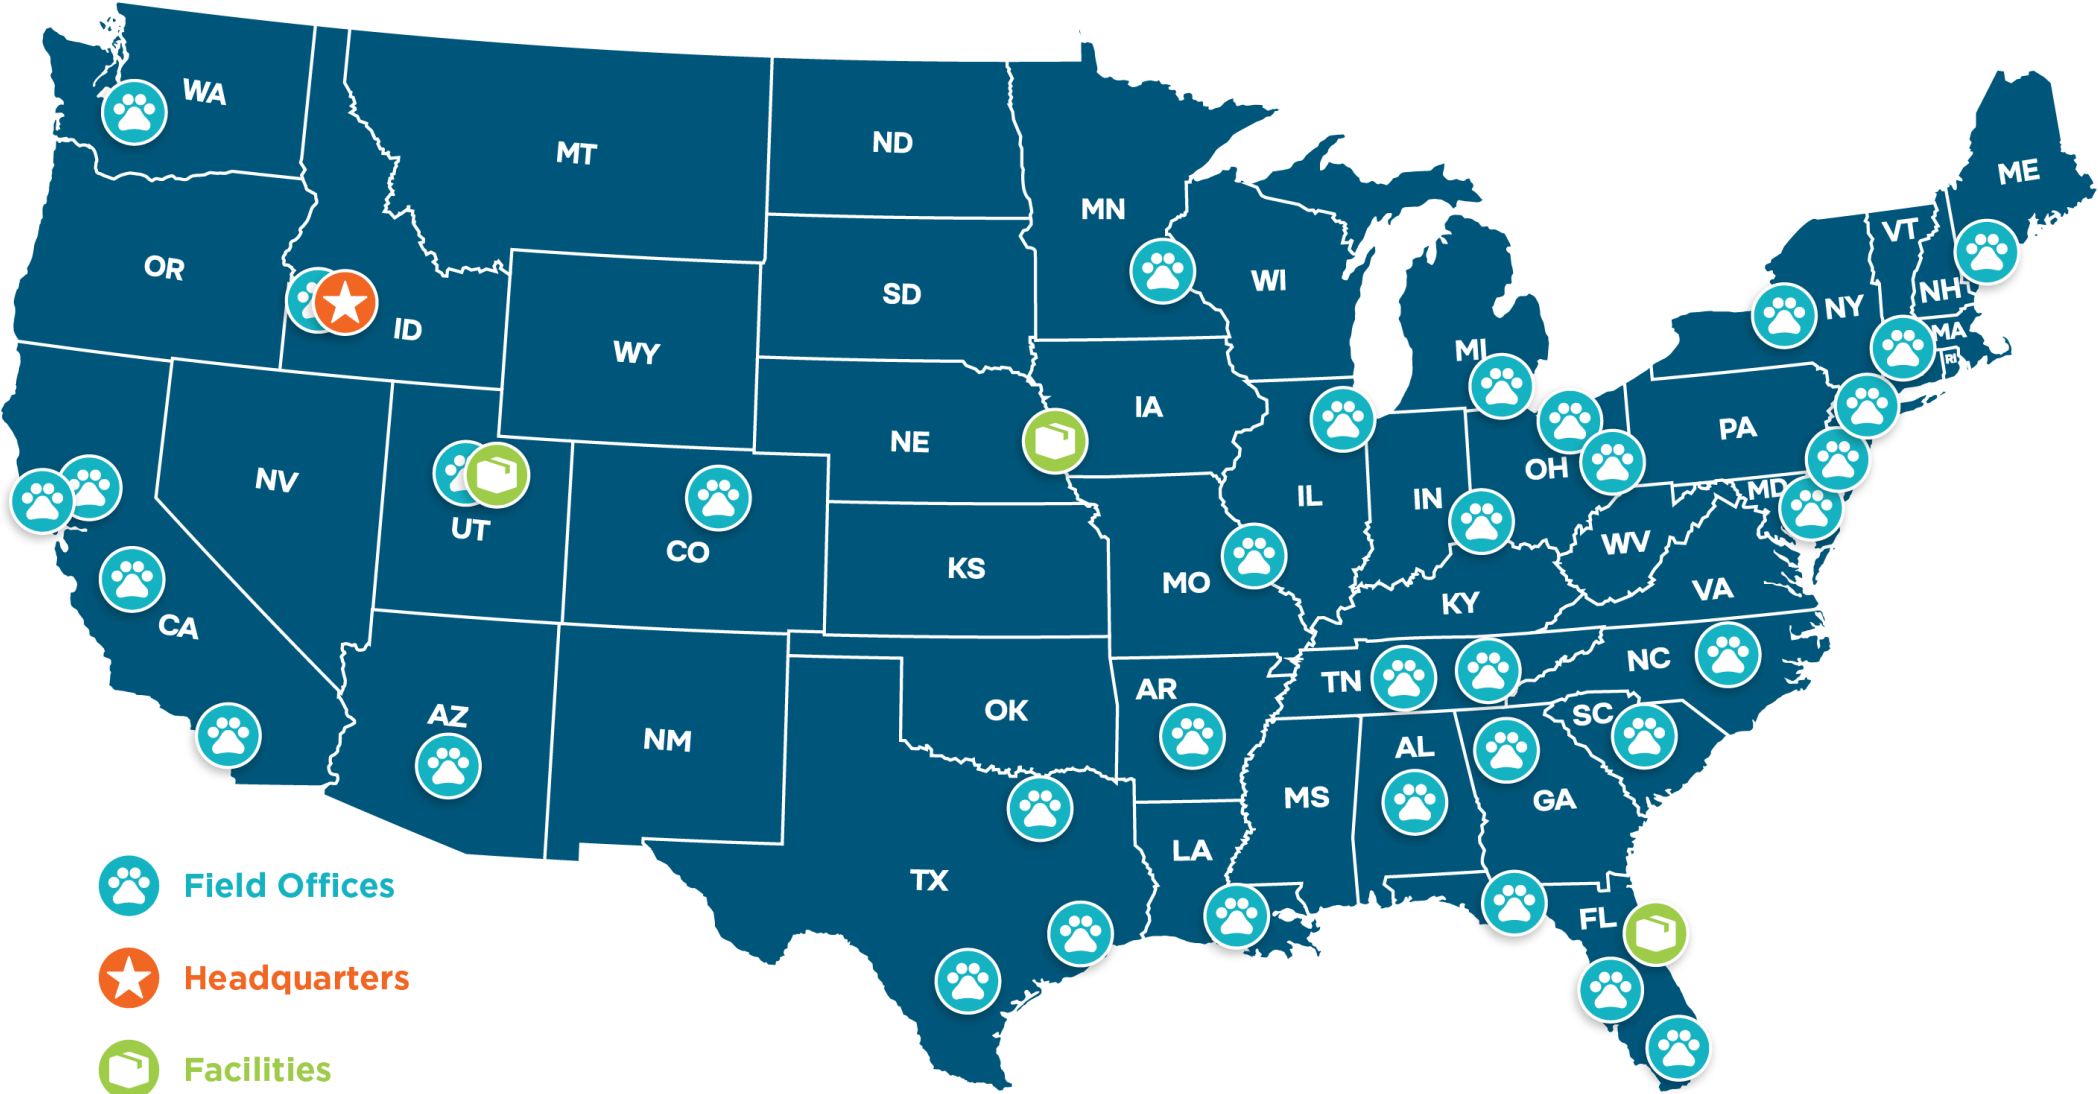 WA
MT
ND
MN
ME
VT
OR
ID
SD
WI
NH
NY
MA
RI
WY
MI
IA
NE
PA
NV
OH
MD
IL
IN
UT
CO
KS
WV
MO
VA
KY
CA
NC
TN
AR
AZ
OK
SC
NM
AL
MS
GA
LA
TX
FL
Field Offices
Headquarters
Facilities